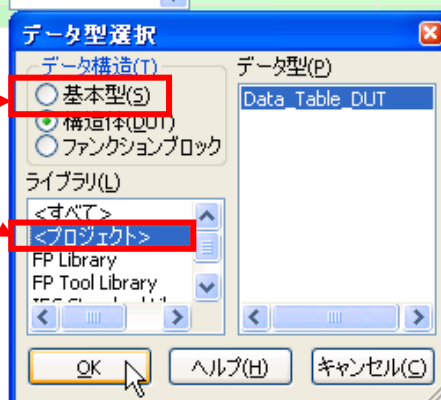 データ型選択
データ構造(T)
基本型(S)
構造体(DUT)
ファンクションブロック
ライブラリ(L)
<すべて>
<プロジェクト>
FP Library
FP Tool Library
データ型(P)
Data_Table_DUT
OK
ヘルプ(H)
キャンセル(C)